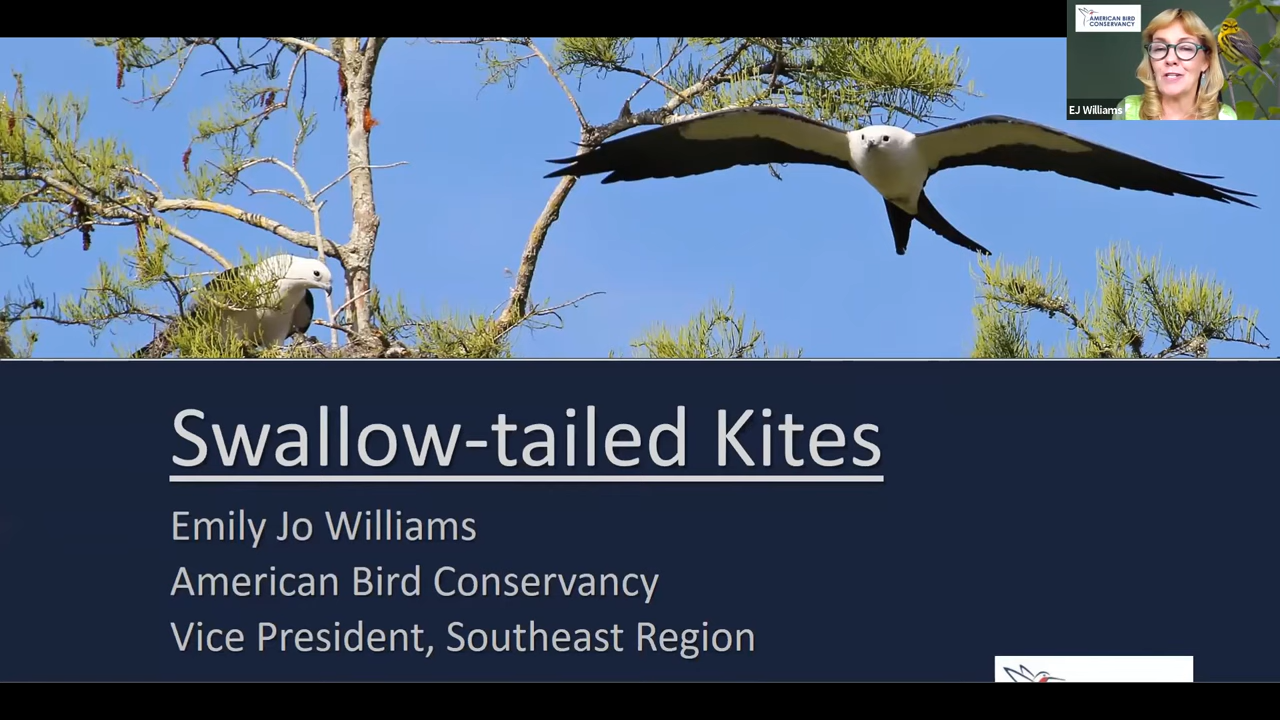 AMERICAN BIRD
CONSERVANCY
EJ Williams
Swallow-tailed Kites
Emily Jo Williams
American Bird Conservancy
Vice President, Southeast Region